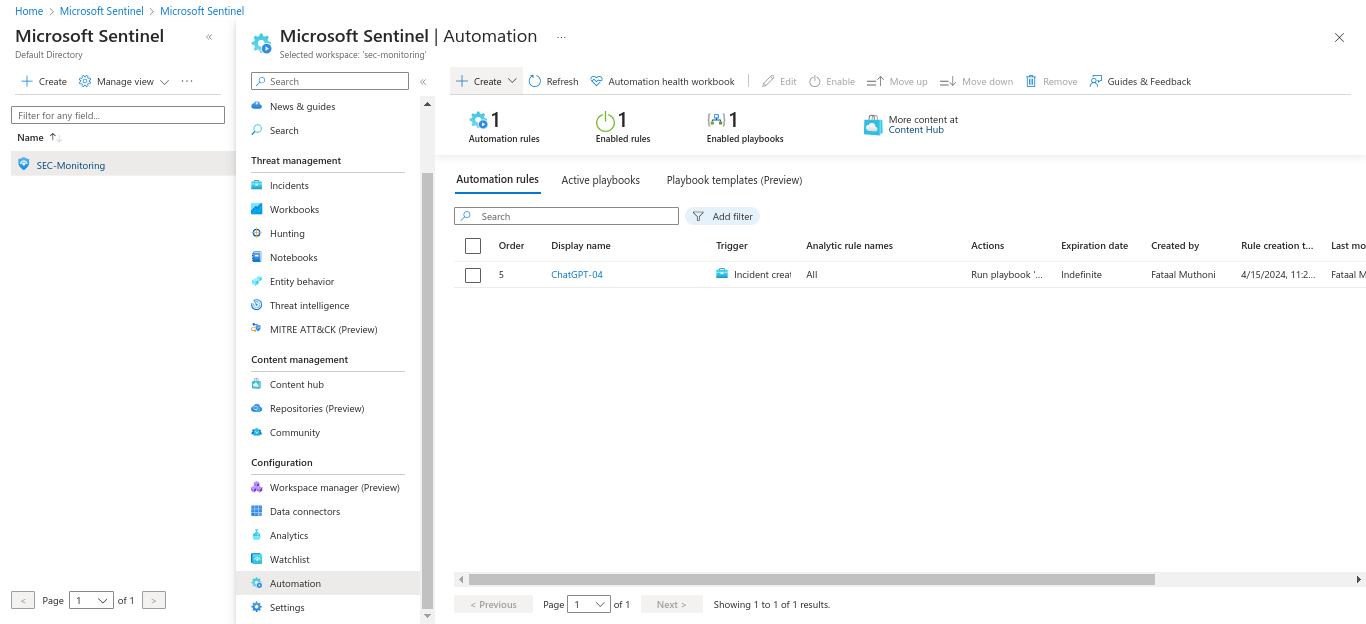 Home > Microsoft Sentinel > Microsoft Sentinel
Microsoft Sentinel «
Default Directory
+ Create Manage view ···
Filter for any field...
Name ↑↓
SEC-Monitoring
< Page 1 of 1 >
Microsoft Sentinel | Automation ···
Selected workspace: 'sec-monitoring'
Search «
News & guides
Search
Threat management
Incidents
Workbooks
Hunting
Notebooks
Entity behavior
Threat intelligence
MITRE ATT&CK (Preview)
Content management
Content hub
Repositories (Preview)
Community
Configuration
Workspace manager (Preview)
Data connectors
Analytics
Watchlist
Automation
Settings
+ Create Refresh Automation health workbook | Edit Enable Move up Move down Remove Guides & Feedback
1 Automation rules
1 Enabled rules
1 Enabled playbooks
More content at
Content Hub
Automation rules Active playbooks Playbook templates (Preview)
Search Add filter
Order Display name Trigger Analytic rule names Actions Expiration date Created by Rule creation t... Last mo
5 ChatGPT-04 Incident creat All Run playbook '... Indefinite Fataal Muthoni 4/15/2024, 11:2... Fataal M
< Previous Page 1 of 1 Next > Showing 1 to 1 of 1 results.